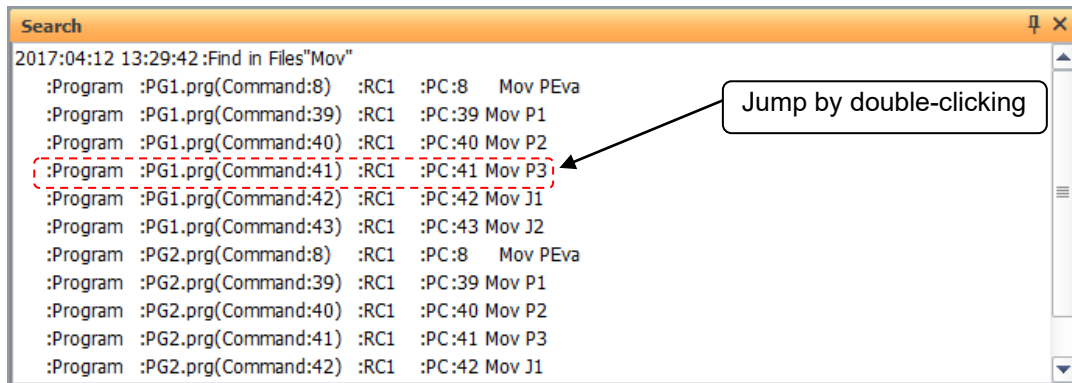 Search
2017:04:12 13:29:42 :Find in Files"Mov"
:Program :PG1.prg(Command:8) :RC1 :PC:8 Mov PEva
Jump by double-clicking
:Program :PG1.prg(Command:39) :RC1 :PC:39 Mov P1
:Program :PG1.prg(Command:40) :RC1 :PC:40 Mov P2
:Program :PG1.prg(Command:41) :RC1 :PC:41 Mov P3
:Program :PG1.prg(Command:42) :RC1 :PC:42 Mov J1
:Program :PG1.prg(Command:43) :RC1 :PC:43 Mov J2
:Program :PG2.prg(Command:8) :RC1 :PC:8 Mov PEva
:Program :PG2.prg(Command:39) :RC1 :PC:39 Mov P1
:Program :PG2.prg(Command:40) :RC1 :PC:40 Mov P2
:Program :PG2.prg(Command:41) :RC1 :PC:41 Mov P3
:Program :PG2.prg(Command:42) :RC1 :PC:42 Mov J1